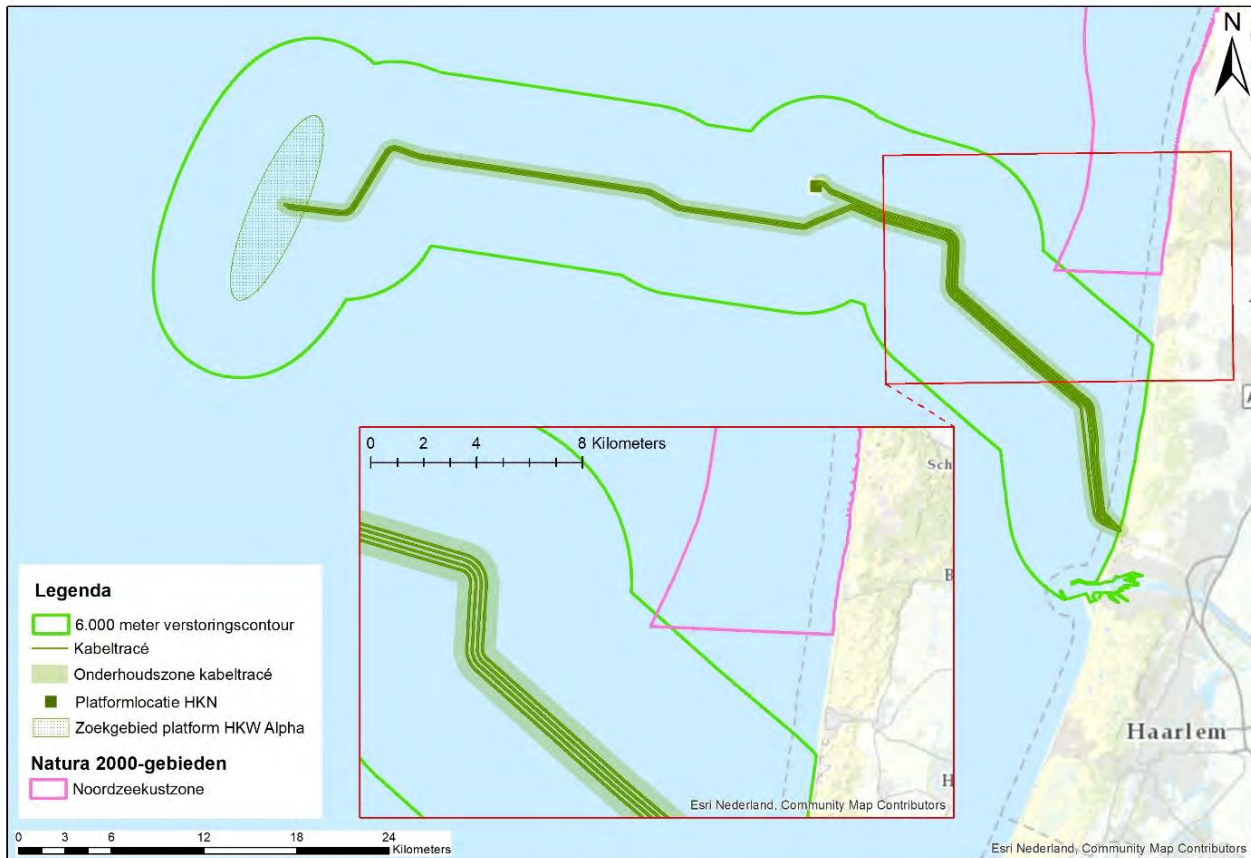 N
0 2 4 8 Kilometers
Sch
B
H
A
Haarlem
Legenda
6.000 meter verstoringscontour
Kabeltracé
Onderhoudszone kabeltracé
Platformlocatie HKN
Zoekgebied platform HKW Alpha
Natura 2000-gebieden
Noordzeekustzone
Esri Nederland, Community Map Contributors
0 3 6 12 18 24
Kilometers
Esri Nederland, Community Map Contributors